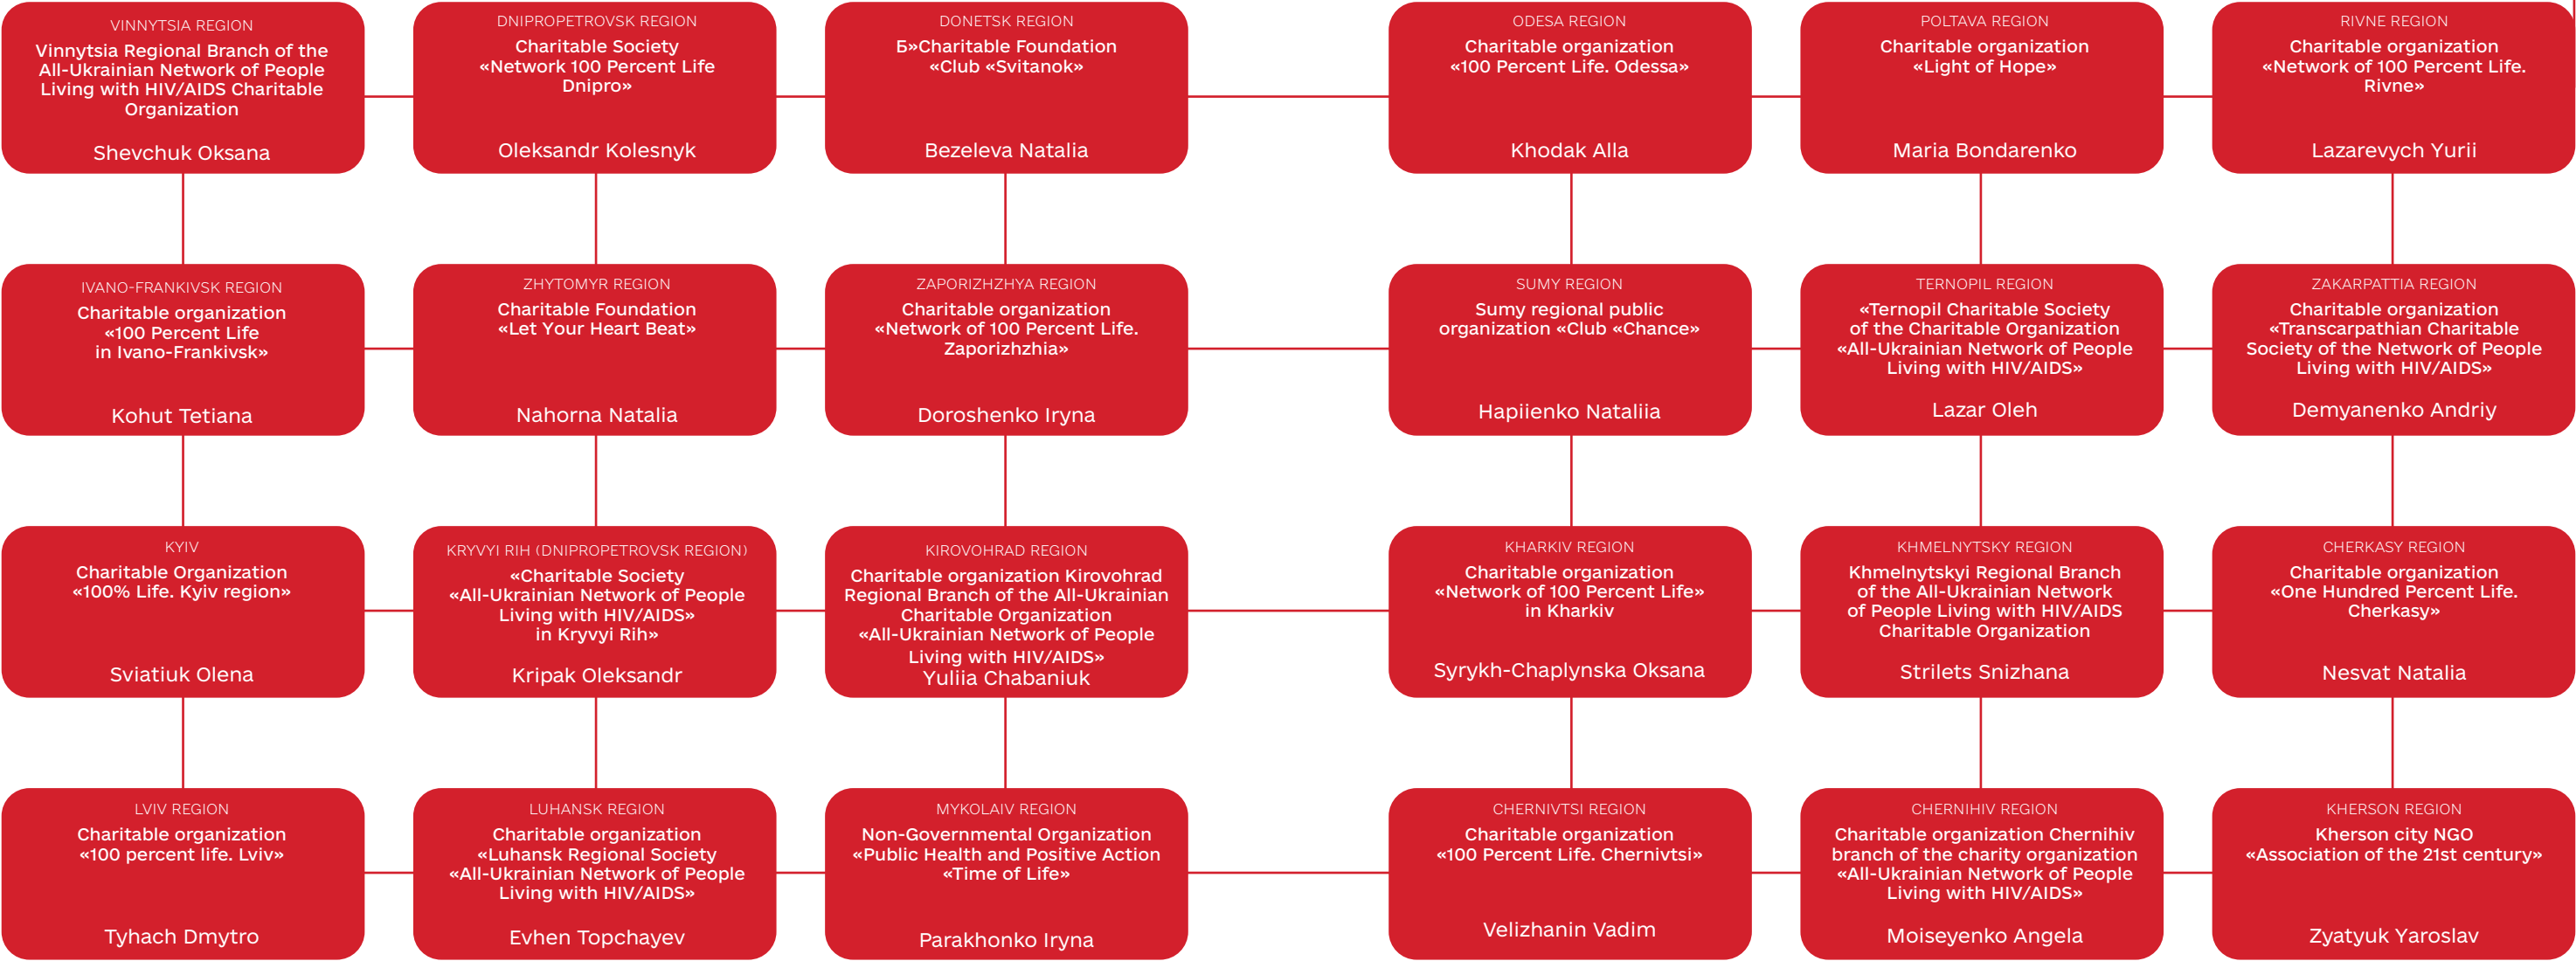 VINNYTSIA REGION
Vinnytsia Regional Branch of the
All-Ukrainian Network of People
Living with HIV/AIDS Charitable
Organization
Shevchuk Oksana
DNIPROPETROVSK REGION
Charitable Society
«Network 100 Percent Life
Dnipro»
Oleksandr Kolesnyk
DONETSK REGION
Б»Charitable Foundation
«Club «Svitanok»
Bezeleva Natalia
ODESA REGION
Charitable organization
«100 Percent Life. Odessa»
Khodak Alla
POLTAVA REGION
Charitable organization
«Light of Hope»
Maria Bondarenko
RIVNE REGION
Charitable organization
«Network of 100 Percent Life.
Rivne»
Lazarevych Yurii
IVANO-FRANKIVSK REGION
Charitable organization
«100 Percent Life
in Ivano-Frankivsk»
Kohut Tetiana
ZHYTOMYR REGION
Charitable Foundation
«Let Your Heart Beat»
Nahorna Natalia
ZAPORIZHZHYA REGION
Charitable organization
«Network of 100 Percent Life.
Zaporizhzhia»
Doroshenko Iryna
SUMY REGION
Sumy regional public
organization «Club «Chance»
Hapiienko Nataliia
TERNOPIL REGION
«Ternopil Charitable Society
of the Charitable Organization
«All-Ukrainian Network of People
Living with HIV/AIDS»
Lazar Oleh
ZAKARPATTIA REGION
Charitable organization
«Transcarpathian Charitable
Society of the Network of People
Living with HIV/AIDS»
Demyanenko Andriy
KYIV
Charitable Organization
«100% Life. Kyiv region»
Sviatiuk Olena
KRYVYI RIH (DNIPROPETROVSK REGION)
«Charitable Society
«All-Ukrainian Network of People
Living with HIV/AIDS»
in Kryvyi Rih»
Kripak Oleksandr
KIROVOHRAD REGION
Charitable organization Kirovohrad
Regional Branch of the All-Ukrainian
Charitable Organization
«All-Ukrainian Network of People
Living with HIV/AIDS»
Yuliia Chabaniuk
KHARKIV REGION
Charitable organization
«Network of 100 Percent Life»
in Kharkiv
Syrykh-Chaplynska Oksana
KHMELNYTSKY REGION
Khmelnytskyi Regional Branch
of the All-Ukrainian Network
of People Living with HIV/AIDS
Charitable Organization
Strilets Snizhana
CHERKASY REGION
Charitable organization
«One Hundred Percent Life.
Cherkasy»
Nesvat Natalia
LVIV REGION
Charitable organization
«100 percent life. Lviv»
Tyhach Dmytro
LUHANSK REGION
Charitable organization
«Luhansk Regional Society
«All-Ukrainian Network of People
Living with HIV/AIDS»
Evhen Topchayev
MYKOLAIV REGION
Non-Governmental Organization
«Public Health and Positive Action
«Time of Life»
Parakhonko Iryna
CHERNIVTSI REGION
Charitable organization
«100 Percent Life. Chernivtsi»
Velizhanin Vadim
CHERNIHIV REGION
Charitable organization Chernihiv
branch of the charity organization
«All-Ukrainian Network of People
Living with HIV/AIDS»
Moiseyenko Angela
KHERSON REGION
Kherson city NGO
«Association of the 21st century»
Zyatyuk Yaroslav